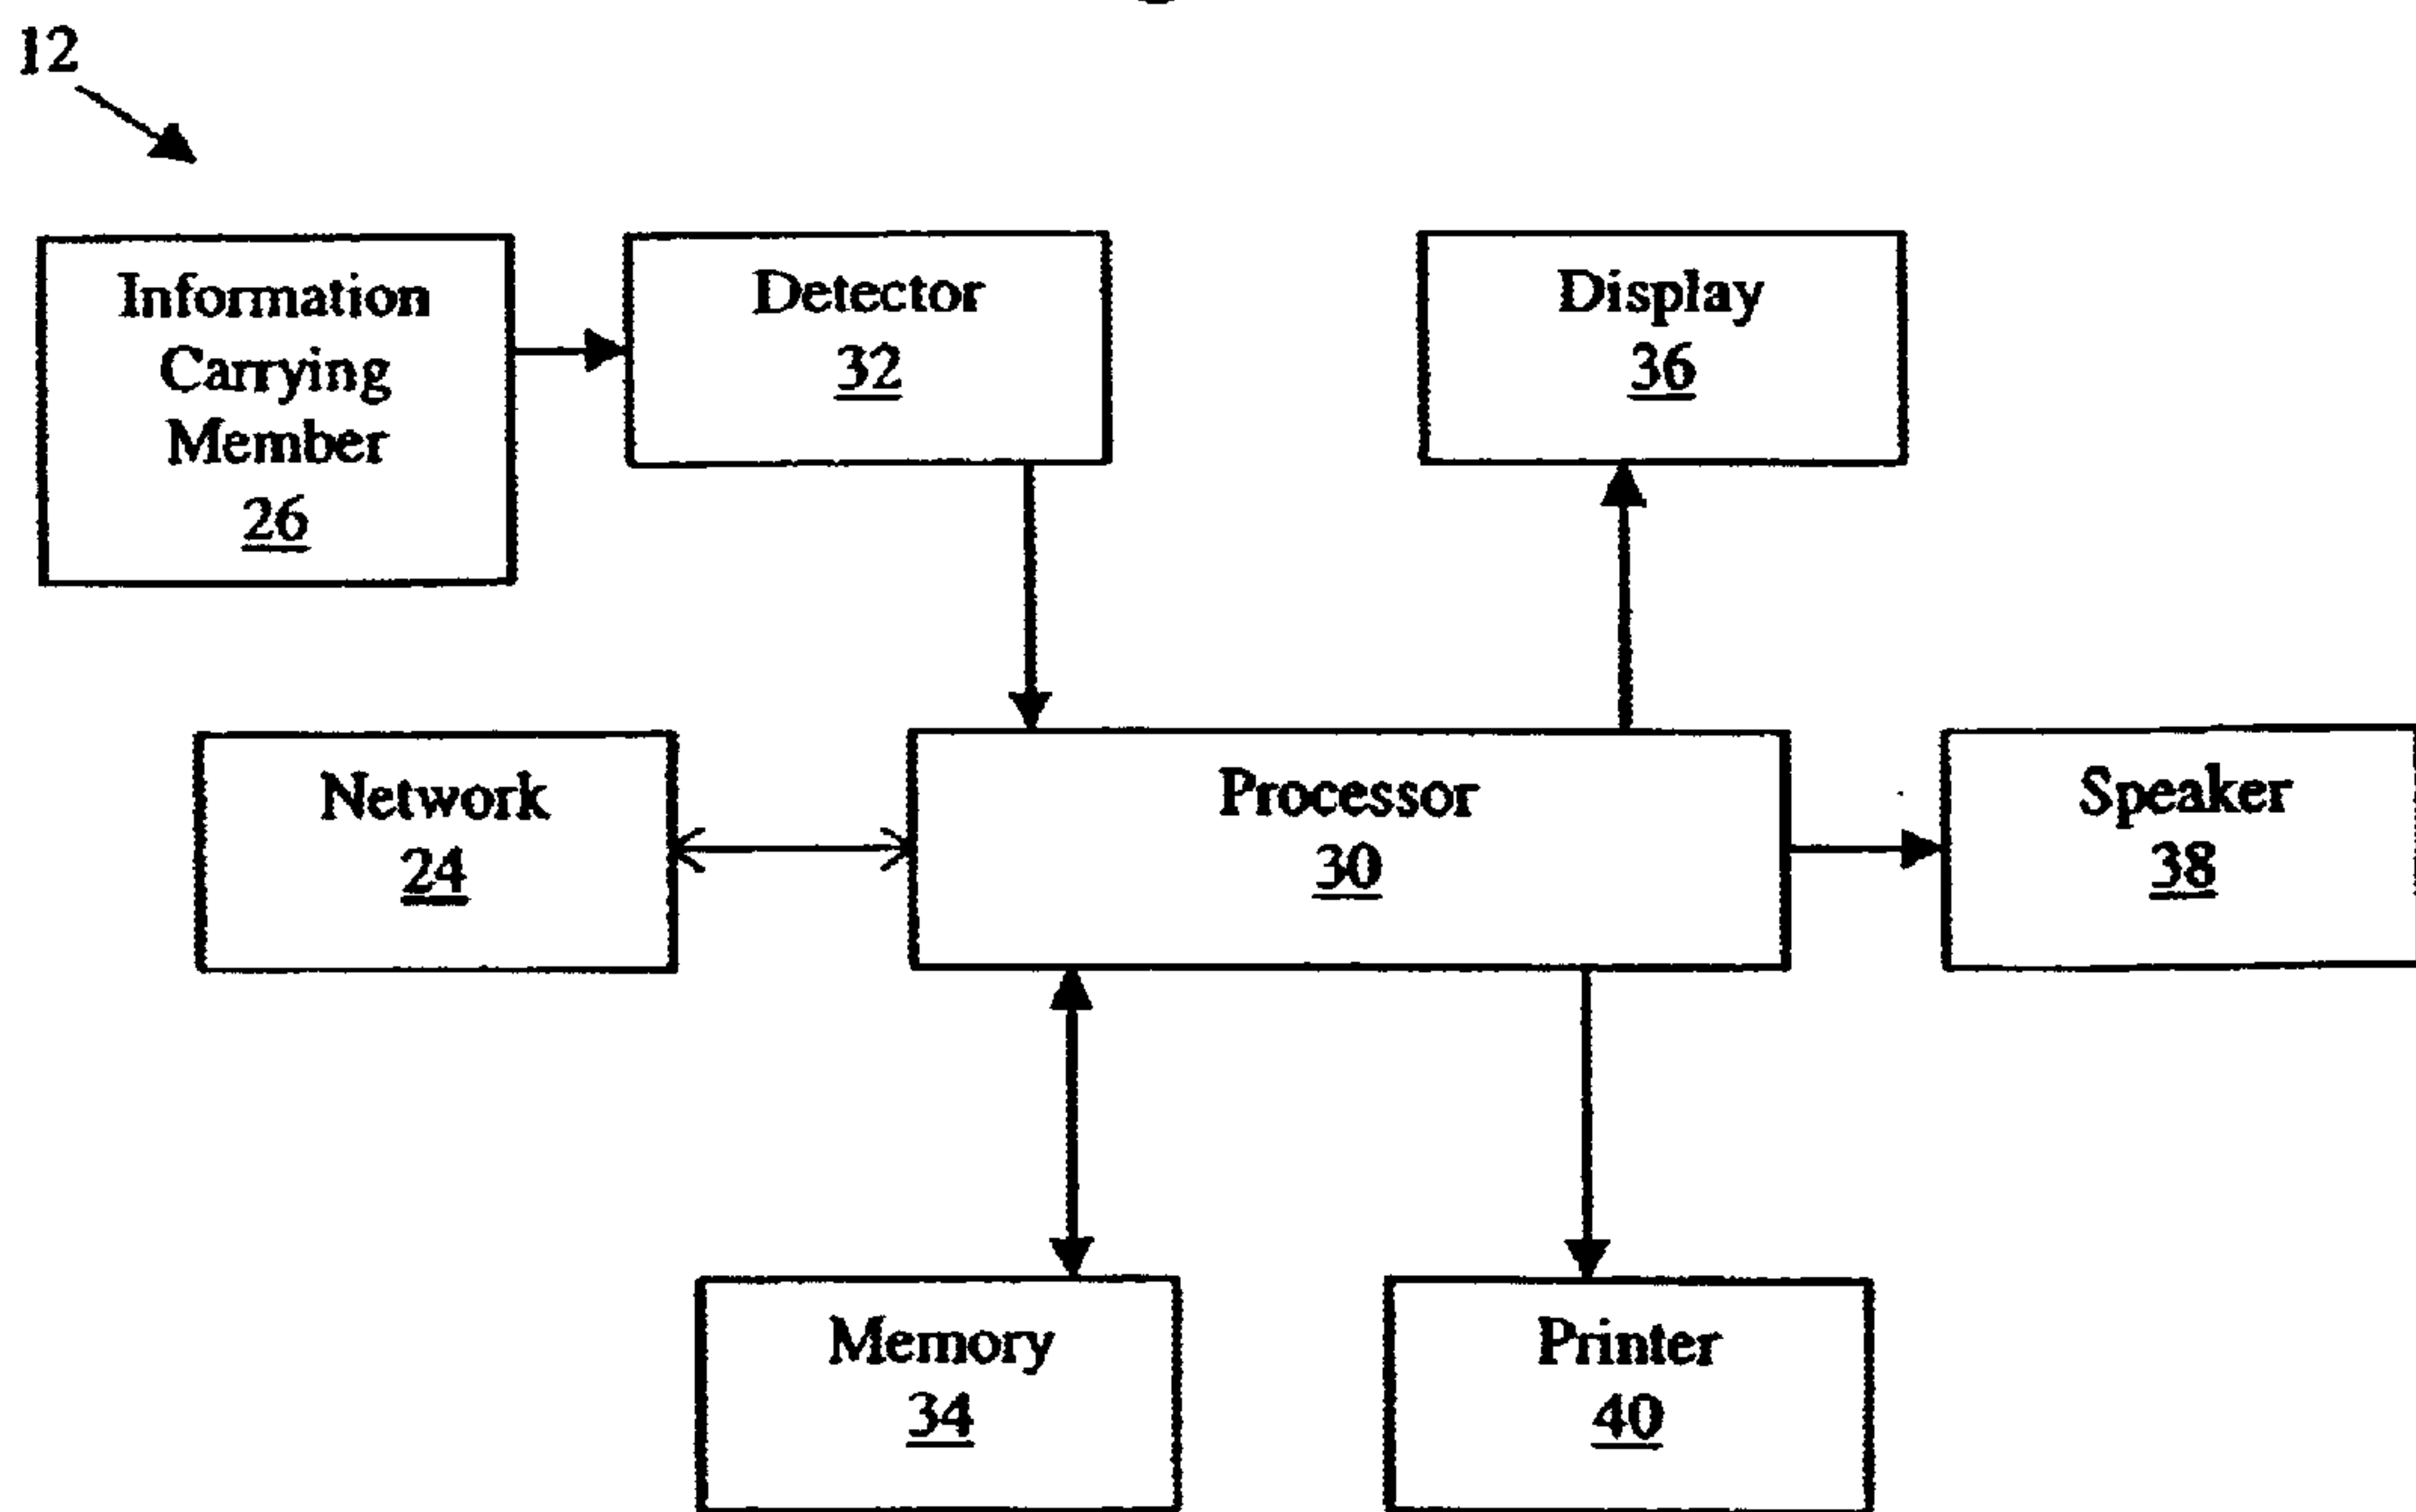 12
Information
Carrying
Member
26
Detector
32
Display
36
Network
24
Processor
30
Speaker
38
Memory
34
Printer
40